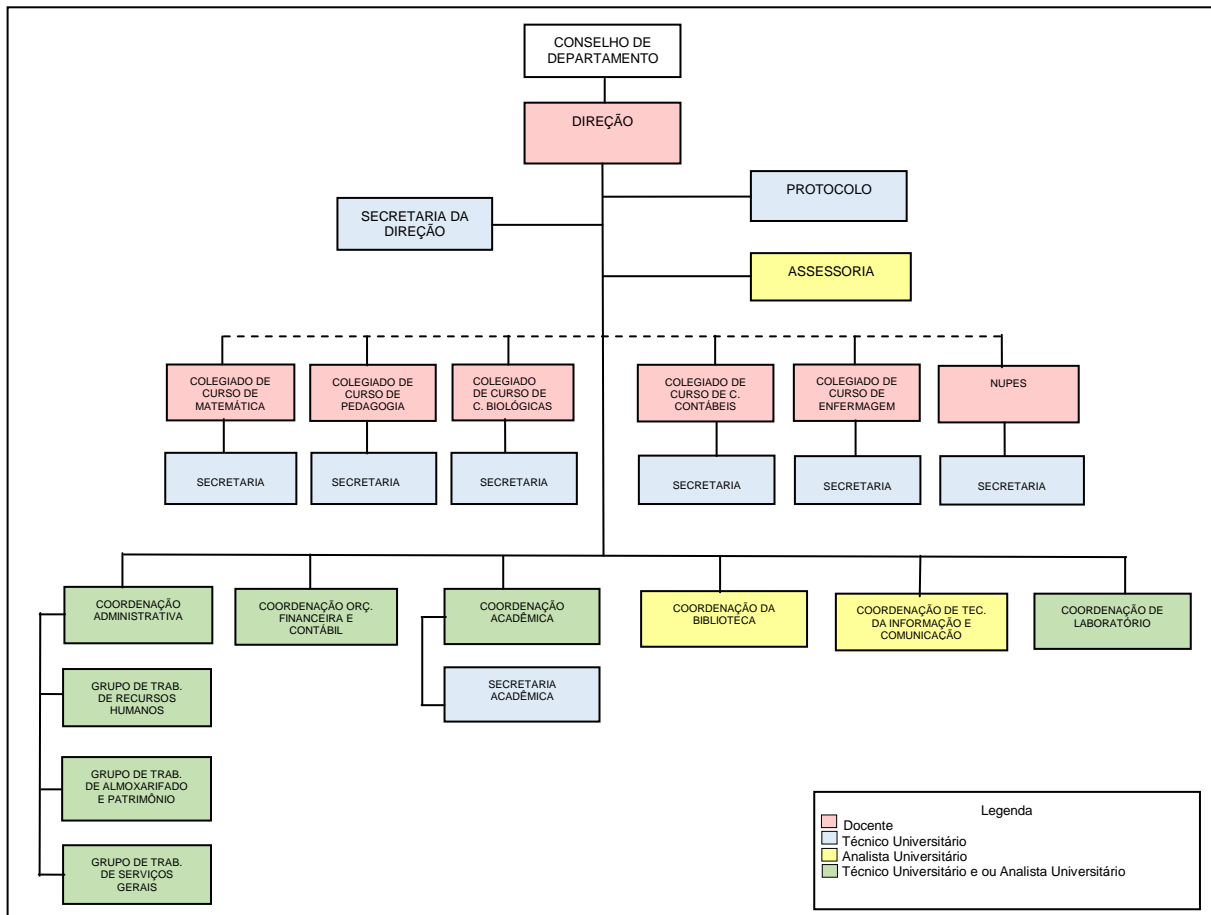 CONSELHO DE
DEPARTAMENTO
DIREÇÃO
PROTOCOLO
SECRETARIA DA
DIREÇÃO
ASSESSORIA
COLEGIADO DE
CURSO DE
MATEMÁTICA
COLEGIADO DE
CURSO DE
PEDAGOGIA
COLEGIADO
DE CURSO DE
C. BIOLÓGICAS
COLEGIADO DE
CURSO DE C.
CONTÁBEIS
COLEGIADO DE
CURSO DE
ENFERMAGEM
NUPES
SECRETARIA
SECRETARIA
SECRETARIA
SECRETARIA
SECRETARIA
SECRETARIA
COORDENAÇÃO
ADMINISTRATIVA
COORDENAÇÃO ORÇ.
FINANCEIRA E
CONTÁBIL
COORDENAÇÃO
ACADÊMICA
COORDENAÇÃO DA
BIBLIOTECA
COORDENAÇÃO DE TEC.
DA INFORMAÇÃO E
COMUNICAÇÃO
COORDENAÇÃO DE
LABORATÓRIO
GRUPO DE TRAB.
DE RECURSOS
HUMANOS
SECRETARIA
ACADÊMICA
GRUPO DE TRAB.
DE ALMOXARIFADO
E PATRIMÔNIO
GRUPO DE TRAB.
DE SERVIÇOS
GERAIS
Legenda
Docente
Técnico Universitário
Analista Universitário
Técnico Universitário e ou Analista Universitário